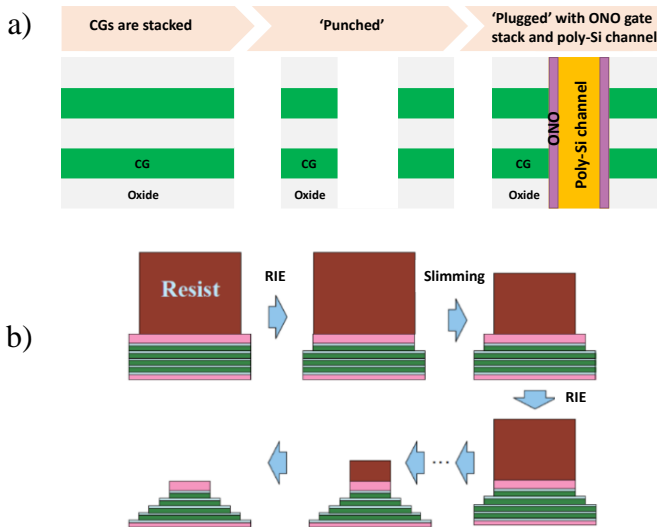 a)
CGs are stacked
‘Punched’
‘Plugged’ with ONO gate
stack and poly-Si channel
CG
Oxide
CG
Oxide
CG
Oxide
ONO
Poly-Si channel
b)
Resist
RIE
Slimming
RIE
...